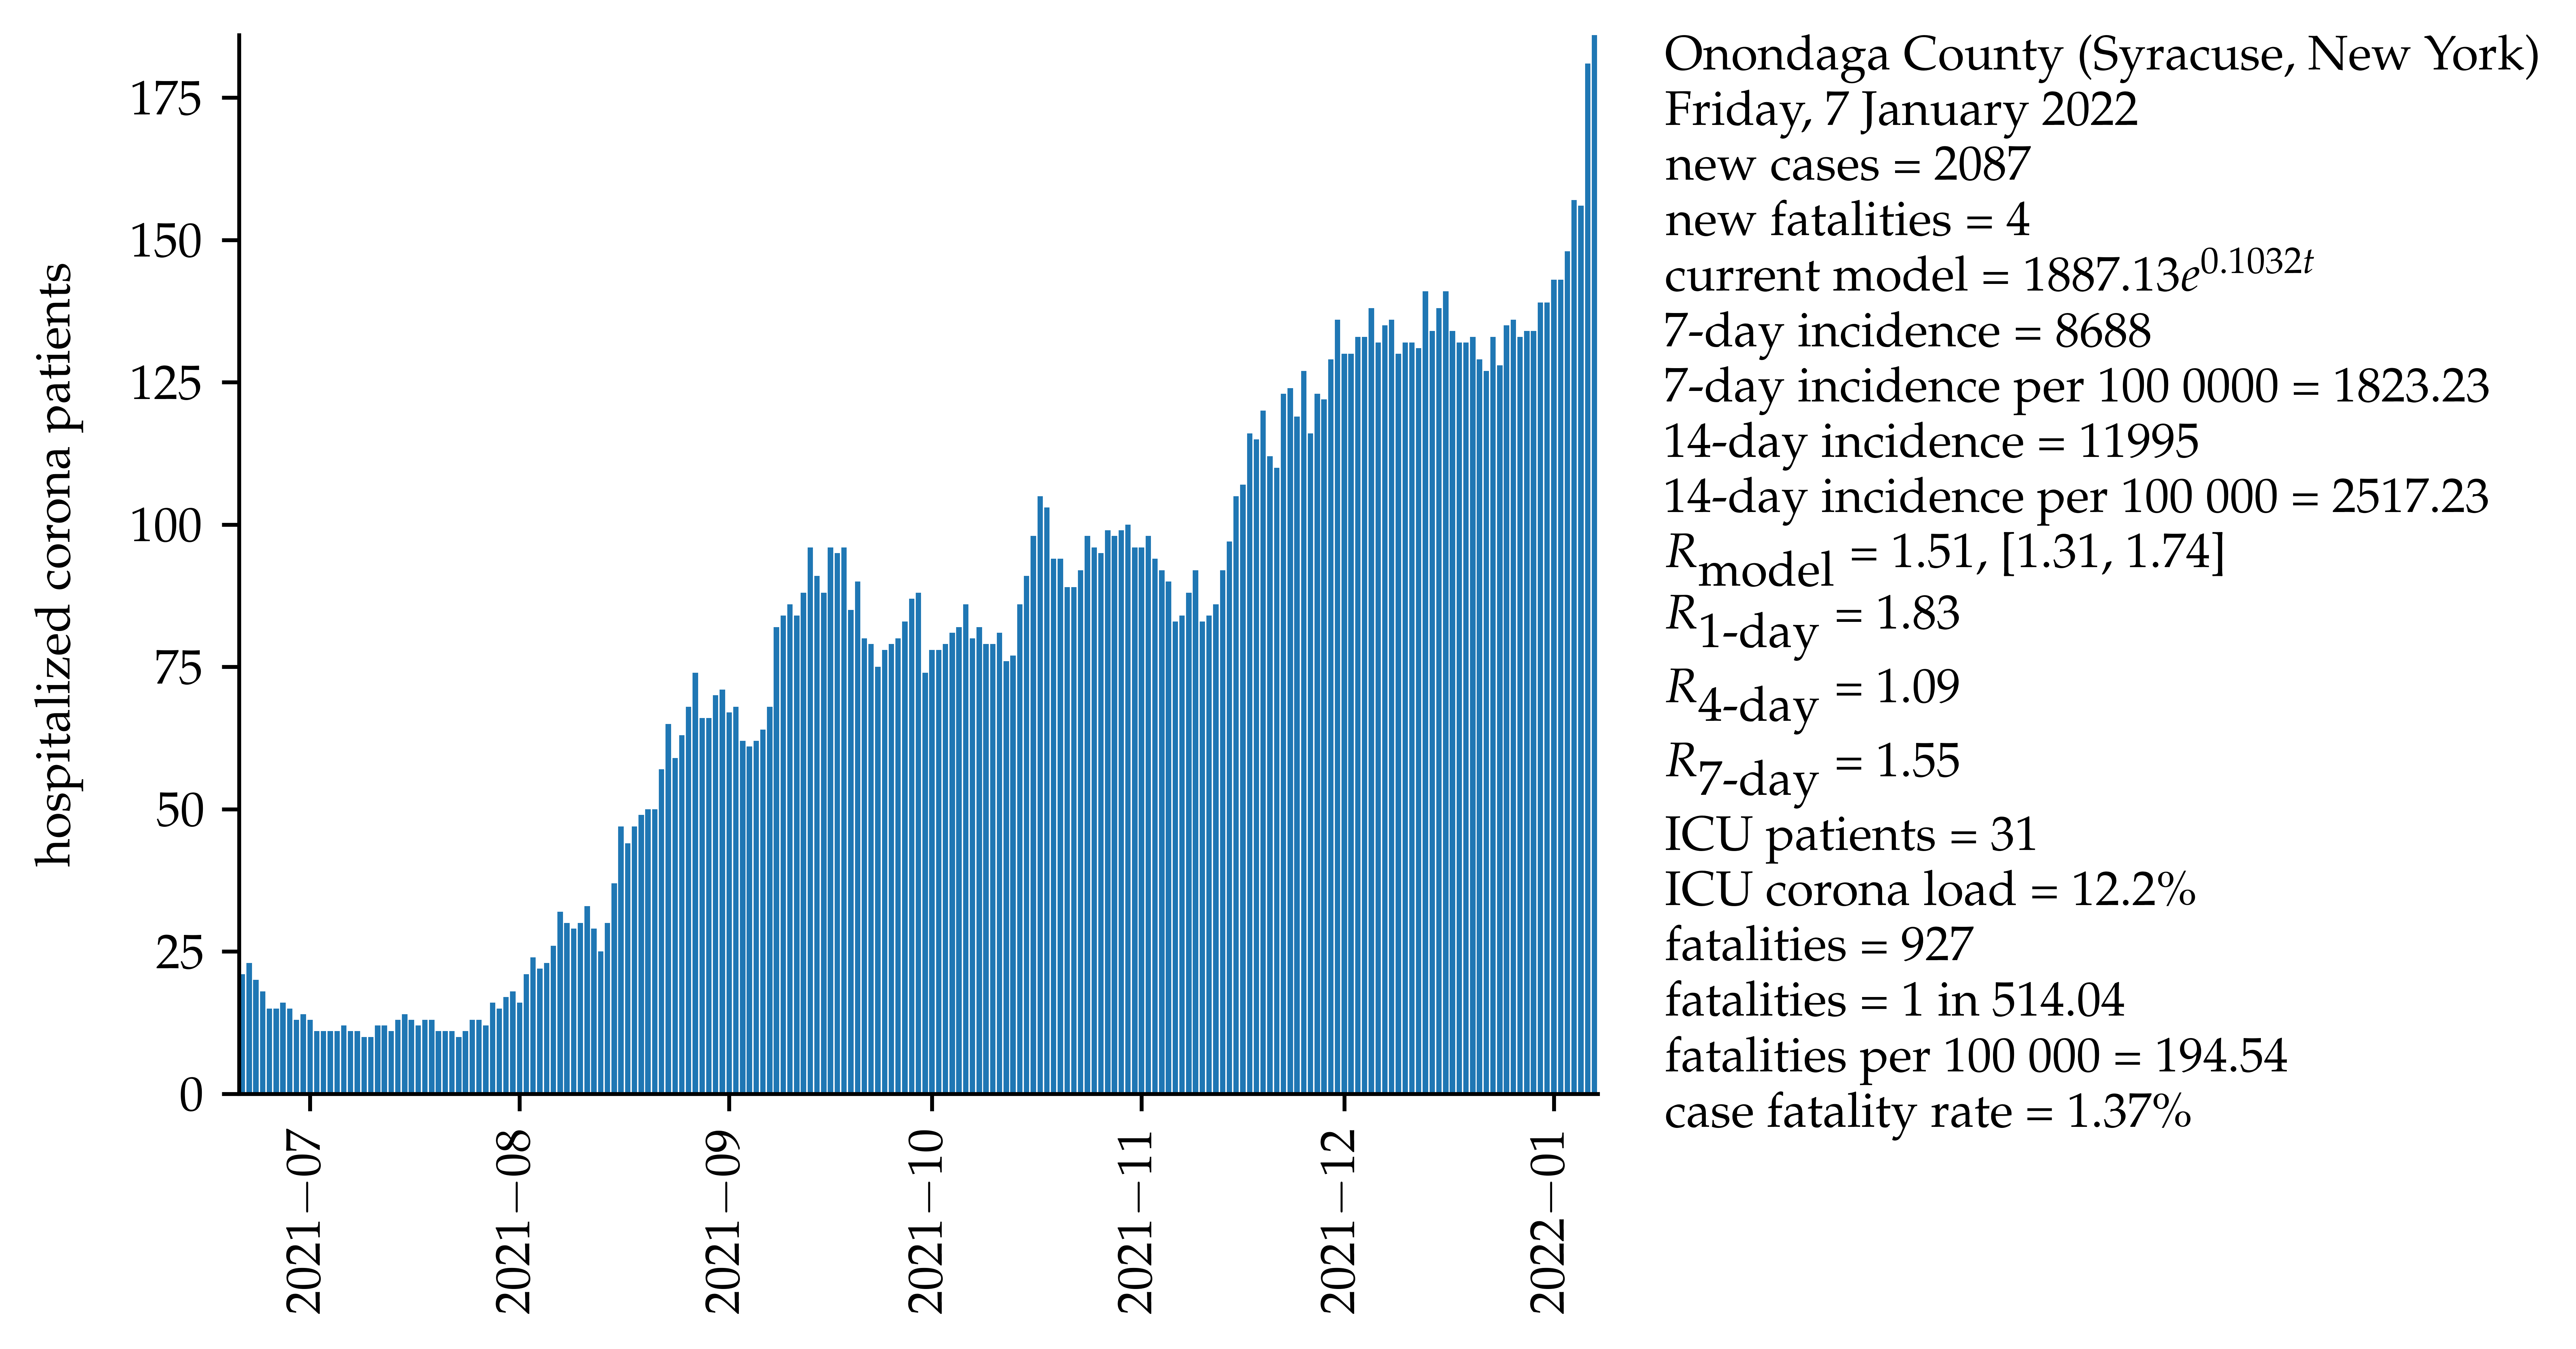 175
150
125
100
75
50
25
0
hospitalized corona patients
2021−07
2021−08
2021−09
2021−10
2021−11
2021−12
2022−01
Onondaga County (Syracuse, New York)
Friday, 7 January 2022
new cases = 2087
new fatalities = 4
current model = 1887.13e^0.1032t
7-day incidence = 8688
7-day incidence per 100 0000 = 1823.23
14-day incidence = 11995
14-day incidence per 100 000 = 2517.23
R_model = 1.51, [1.31, 1.74]
R_1-day = 1.83
R_4-day = 1.09
R_7-day = 1.55
ICU patients = 31
ICU corona load = 12.2%
fatalities = 927
fatalities = 1 in 514.04
fatalities per 100 000 = 194.54
case fatality rate = 1.37%